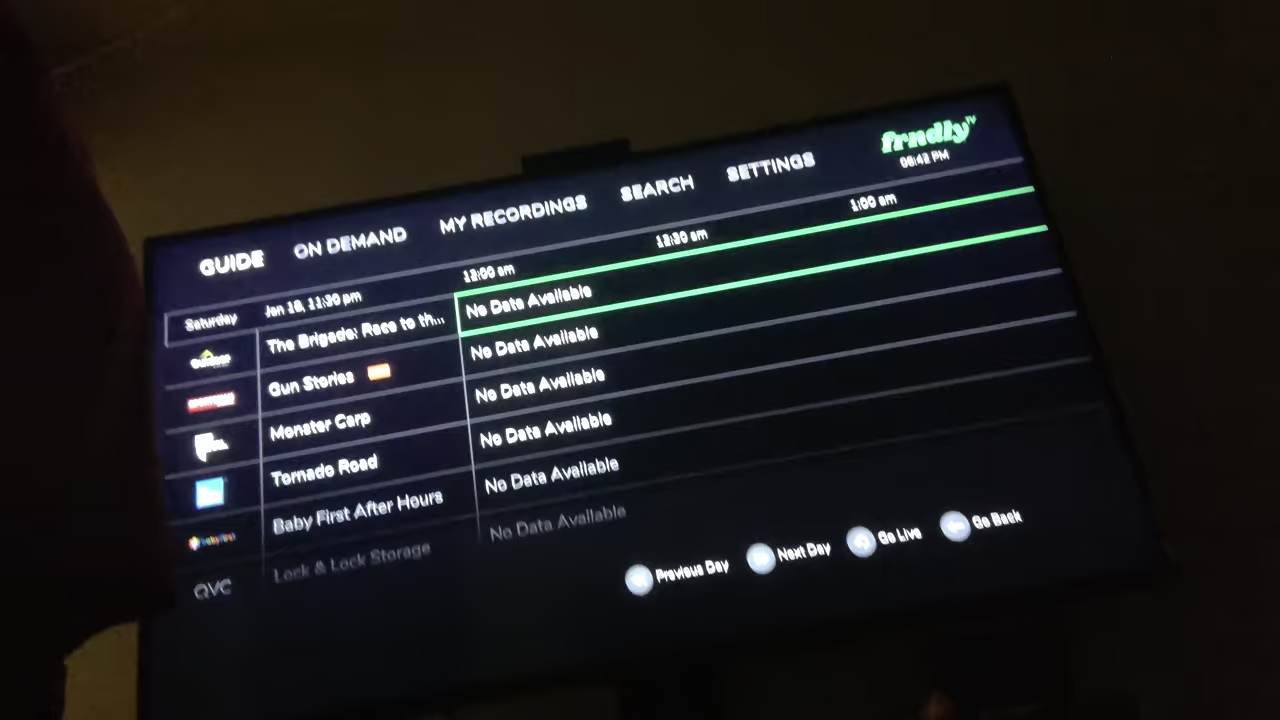 frndly TV
06:42 PM
GUIDE ON DEMAND MY RECORDINGS SEARCH SETTINGS
Saturday Jan 18, 11:30 pm 12:00 am 12:30 am 1:00 am
The Brigade: Race to th... No Data Available
Gun Stories No Data Available
Monster Carp No Data Available
Tornado Road No Data Available
Baby First After Hours No Data Available
QVC Lock & Lock Storage No Data Available
Previous Day Next Day Go Live Go Back